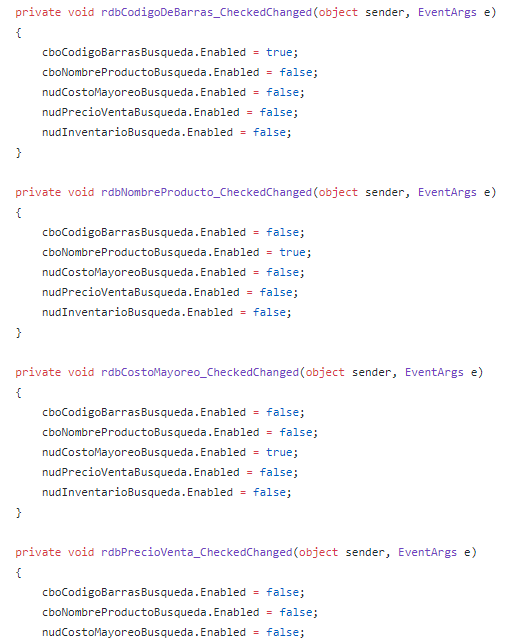 private void rdbCodigoDeBarras_CheckedChanged(object sender, EventArgs e)
{
    cboCodigoBarrasBusqueda.Enabled = true;
    cboNombreProductoBusqueda.Enabled = false;
    nudCostoMayoreoBusqueda.Enabled = false;
    nudPrecioVentaBusqueda.Enabled = false;
    nudInventarioBusqueda.Enabled = false;
}

private void rdbNombreProducto_CheckedChanged(object sender, EventArgs e)
{
    cboCodigoBarrasBusqueda.Enabled = false;
    cboNombreProductoBusqueda.Enabled = true;
    nudCostoMayoreoBusqueda.Enabled = false;
    nudPrecioVentaBusqueda.Enabled = false;
    nudInventarioBusqueda.Enabled = false;
}

private void rdbCostoMayoreo_CheckedChanged(object sender, EventArgs e)
{
    cboCodigoBarrasBusqueda.Enabled = false;
    cboNombreProductoBusqueda.Enabled = false;
    nudCostoMayoreoBusqueda.Enabled = true;
    nudPrecioVentaBusqueda.Enabled = false;
    nudInventarioBusqueda.Enabled = false;
}

private void rdbPrecioVenta_CheckedChanged(object sender, EventArgs e)
{
    cboCodigoBarrasBusqueda.Enabled = false;
    cboNombreProductoBusqueda.Enabled = false;
    nudCostoMayoreoBusqueda.Enabled = false;